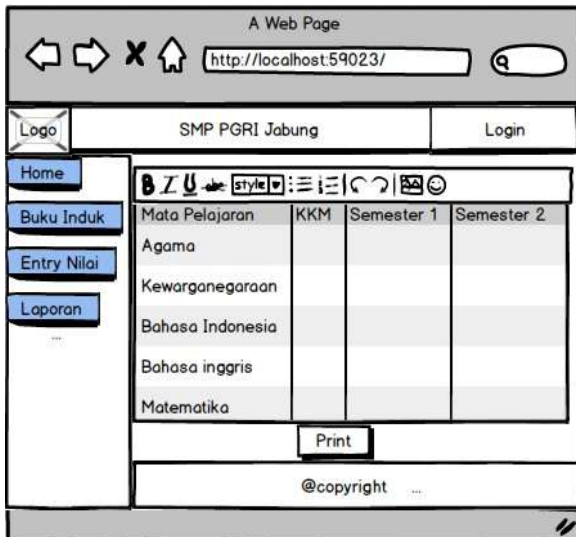 A Web Page
http://localhost:59023/
Logo
SMP PGRI Jabung
Login
Home
Buku Induk
Entry Nilai
Laporan
...
B I U abc style
Mata Pelajaran KKM Semester 1 Semester 2
Agama
Kewarganegaraan
Bahasa Indonesia
Bahasa inggris
Matematika
Print
@copyright ...